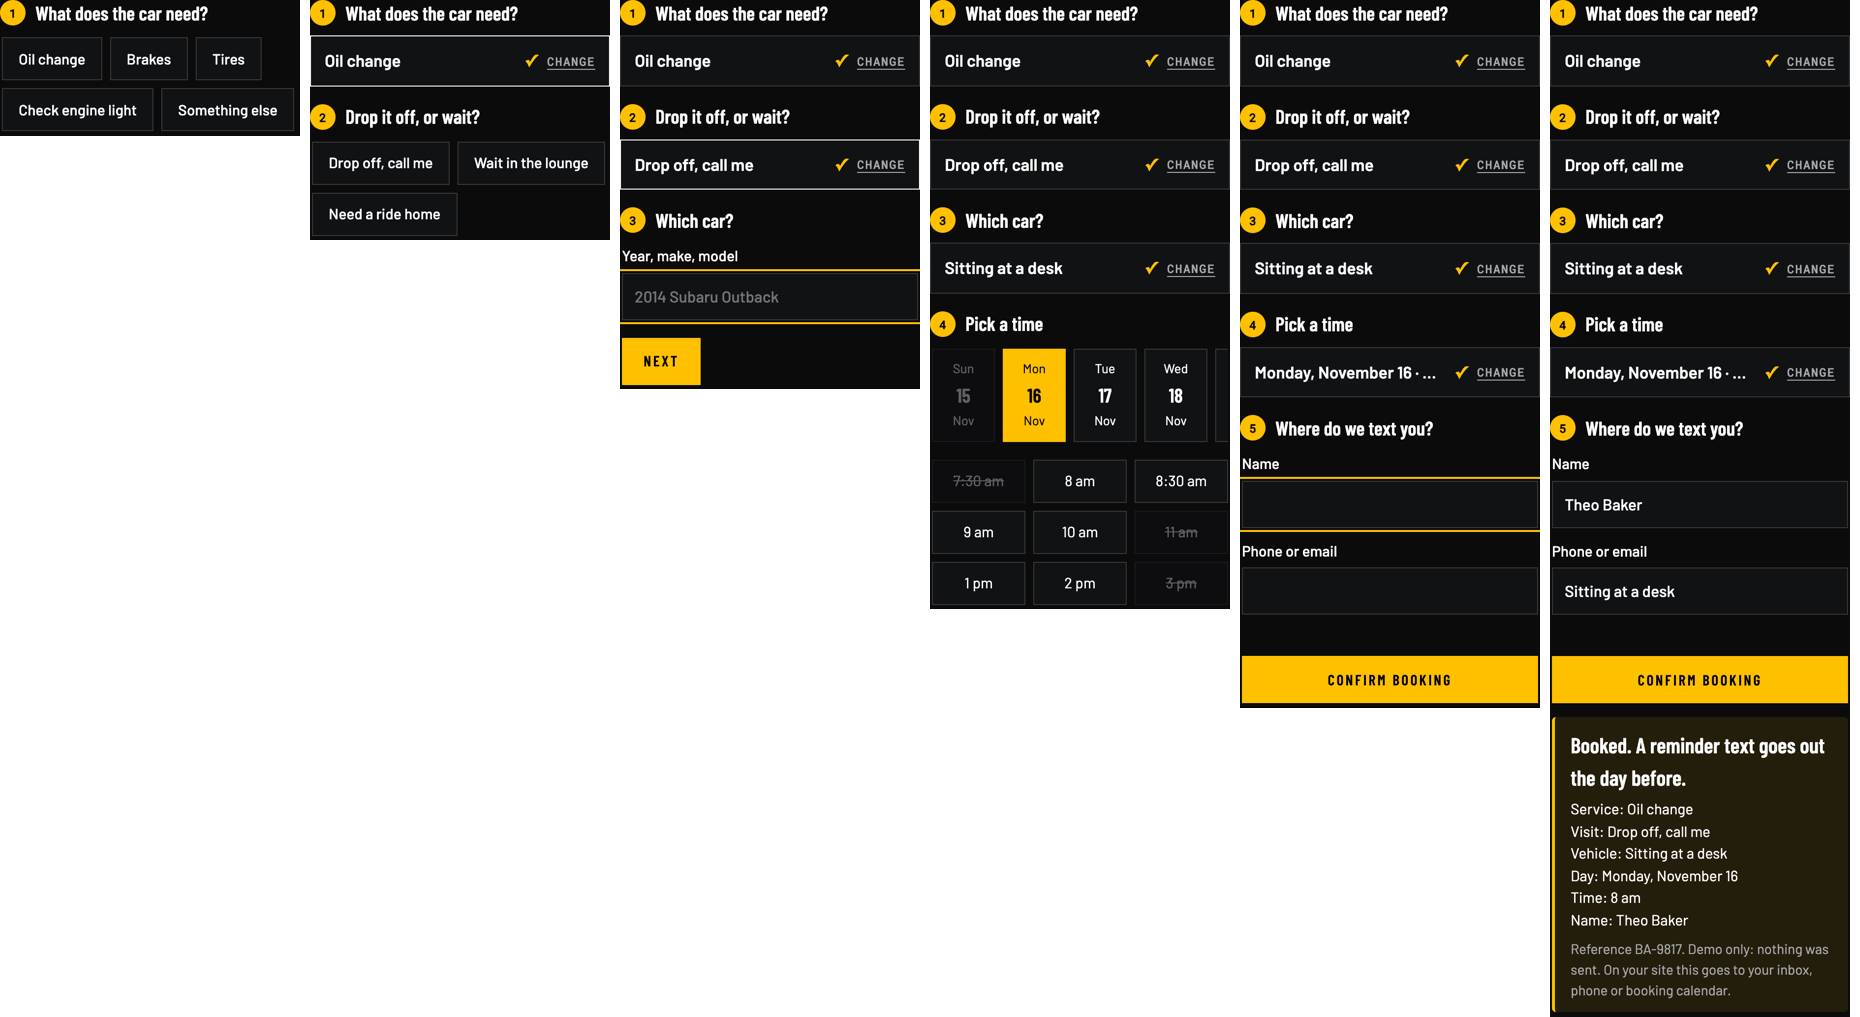 1 What does the car need?
Oil change Brakes Tires
Check engine light Something else
1 What does the car need?
Oil change ✓ CHANGE
2 Drop it off, or wait?
Drop off, call me Wait in the lounge
Need a ride home
1 What does the car need?
Oil change ✓ CHANGE
2 Drop it off, or wait?
Drop off, call me ✓ CHANGE
3 Which car?
Year, make, model
2014 Subaru Outback
NEXT
1 What does the car need?
Oil change ✓ CHANGE
2 Drop it off, or wait?
Drop off, call me ✓ CHANGE
3 Which car?
Sitting at a desk ✓ CHANGE
4 Pick a time
Sun Mon Tue Wed
15 16 17 18
Nov Nov Nov Nov
7:30 am 8 am 8:30 am
9 am 10 am 11 am
1 pm 2 pm 3 pm
1 What does the car need?
Oil change ✓ CHANGE
2 Drop it off, or wait?
Drop off, call me ✓ CHANGE
3 Which car?
Sitting at a desk ✓ CHANGE
4 Pick a time
Monday, November 16 · ... ✓ CHANGE
5 Where do we text you?
Name
Phone or email
CONFIRM BOOKING
1 What does the car need?
Oil change ✓ CHANGE
2 Drop it off, or wait?
Drop off, call me ✓ CHANGE
3 Which car?
Sitting at a desk ✓ CHANGE
4 Pick a time
Monday, November 16 · ... ✓ CHANGE
5 Where do we text you?
Name
Theo Baker
Phone or email
Sitting at a desk
CONFIRM BOOKING
Booked. A reminder text goes out
the day before.
Service: Oil change
Visit: Drop off, call me
Vehicle: Sitting at a desk
Day: Monday, November 16
Time: 8 am
Name: Theo Baker
Reference BA-9817. Demo only: nothing was
sent. On your site this goes to your inbox,
phone or booking calendar.